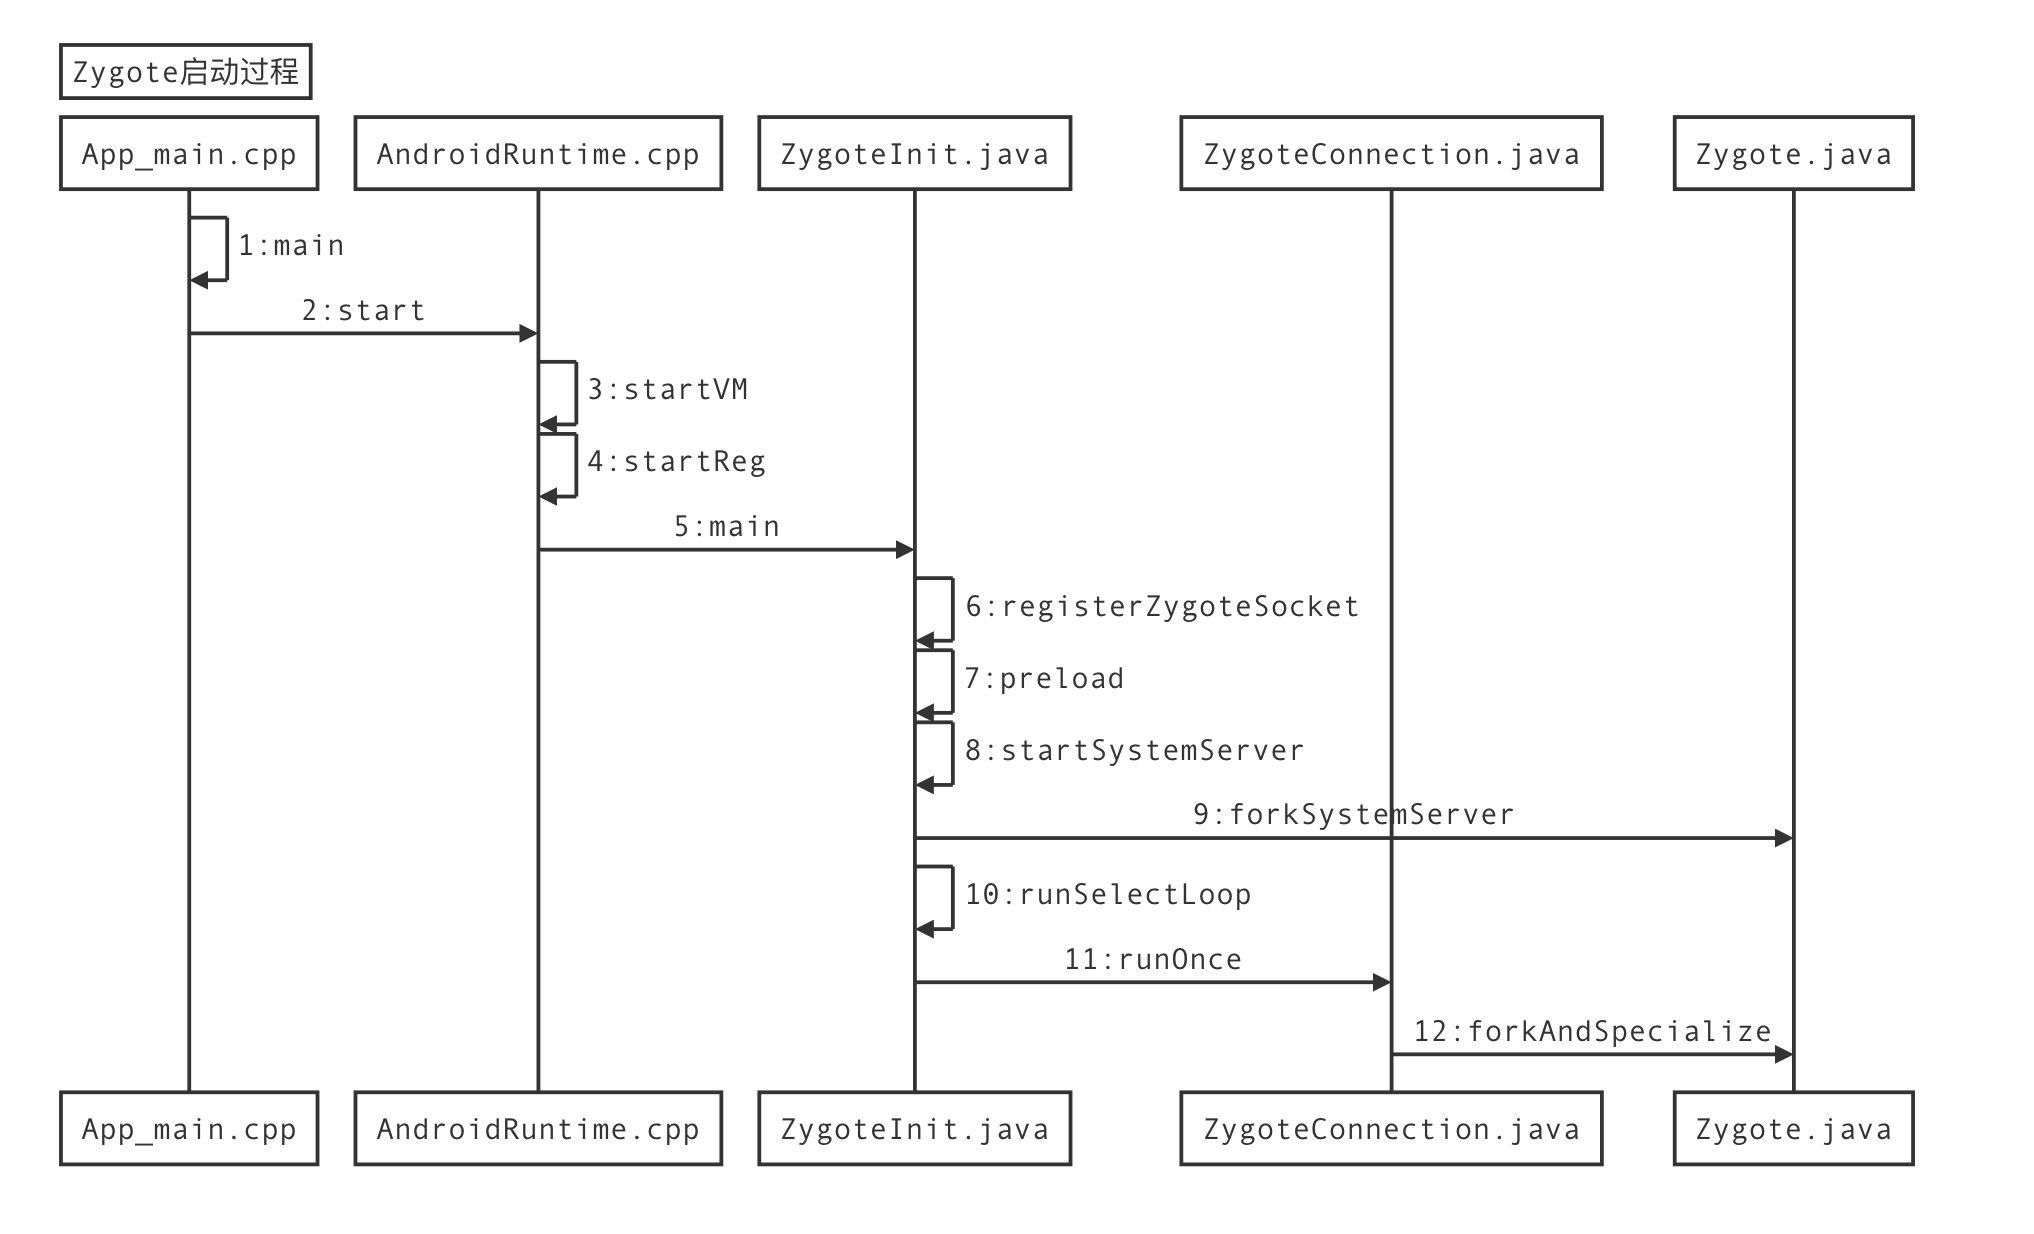 Zygote启动过程
App_main.cpp
AndroidRuntime.cpp
ZygoteInit.java
ZygoteConnection.java
Zygote.java
1:main
2:start
3:startVM
4:startReg
5:main
6:registerZygoteSocket
7:preload
8:startSystemServer
9:forkSystemServer
10:runSelectLoop
11:runOnce
12:forkAndSpecialize
App_main.cpp
AndroidRuntime.cpp
ZygoteInit.java
ZygoteConnection.java
Zygote.java